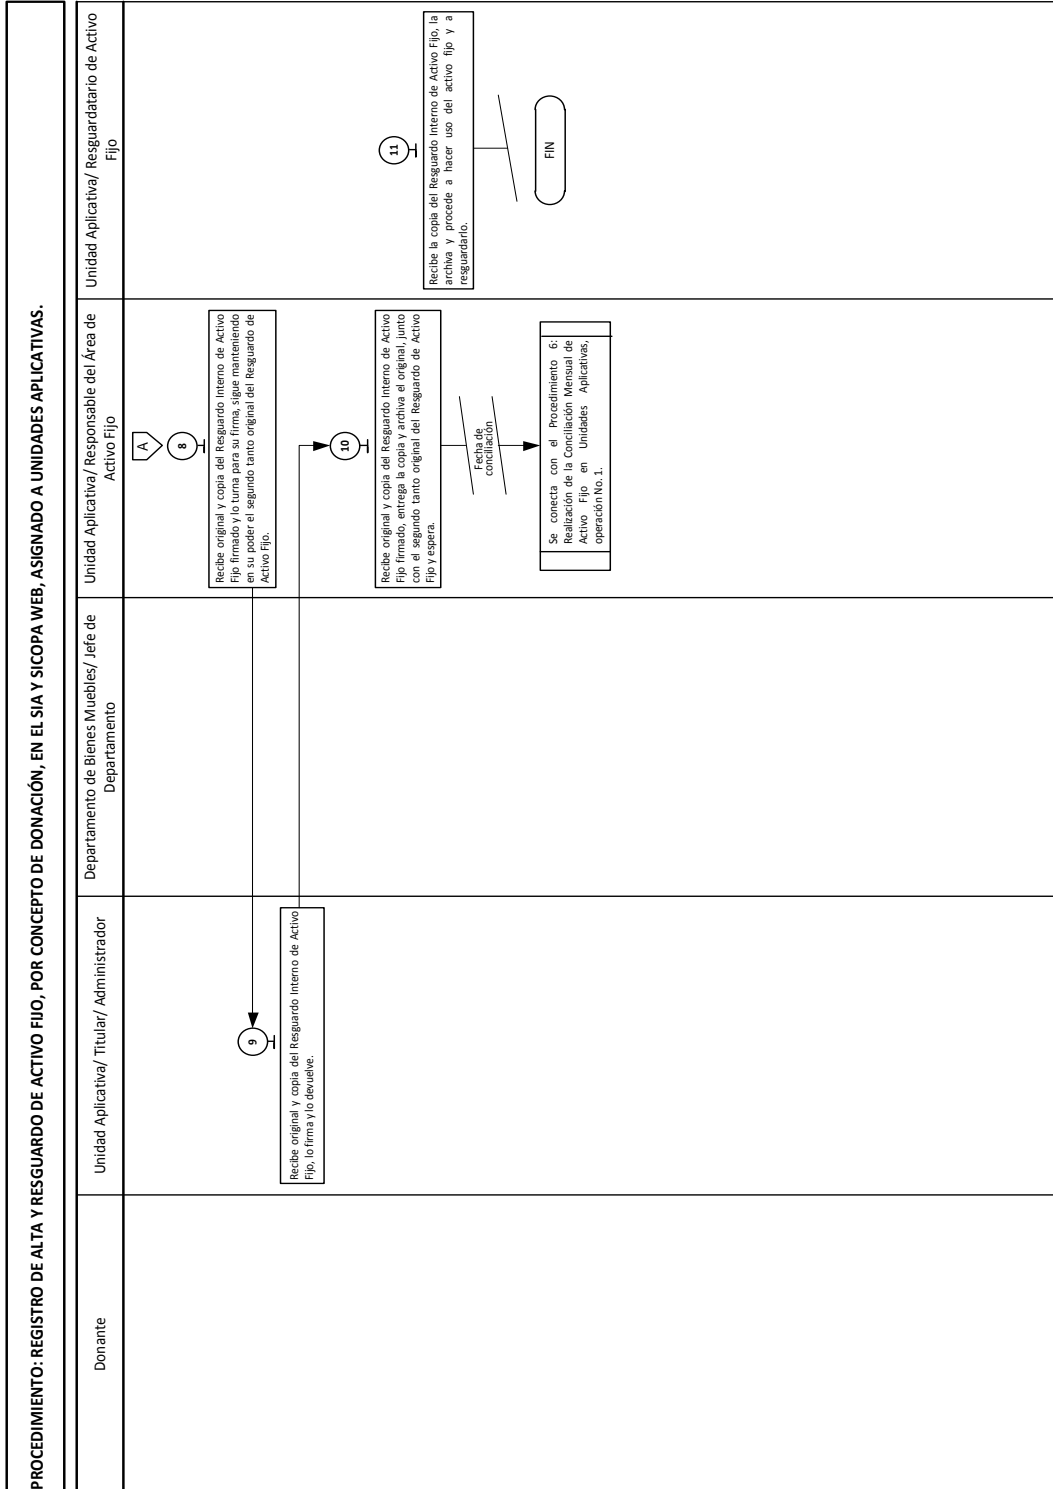 PROCEDIMIENTO: REGISTRO DE ALTA Y RESGUARDO DE ACTIVO FIJO, POR CONCEPTO DE DONACIÓN, EN EL SIA Y SICOPA WEB, ASIGNADO A UNIDADES APLICATIVAS.
Donante
Unidad Aplicativa/ Titular/ Administrador
Departamento de Bienes Muebles/ Jefe de
Departamento
Unidad Aplicativa/ Responsable del Área de
Activo Fijo
Unidad Aplicativa/ Resguardatario de Activo
Fijo
A
8
Recibe original y copia del Resguardo Interno de Activo
Fijo firmado y lo turna para su firma, sigue manteniendo
en su poder el segundo tanto original del Resguardo de
Activo Fijo.
9
Recibe original y copia del Resguardo Interno de Activo
Fijo, lo firma y lo devuelve.
10
Recibe original y copia del Resguardo Interno de Activo
Fijo firmado, entrega la copia y archiva el original, junto
con el segundo tanto original del Resguardo de Activo
Fijo y espera.
Fecha de
conciliación
Se conecta con el Procedimiento 6:
Realización de la Conciliación Mensual de
Activo Fijo en Unidades Aplicativas,
operación No. 1.
11
Recibe la copia del Resguardo Interno de Activo Fijo, la
archiva y procede a hacer uso del activo fijo y a
resguardarlo.
FIN